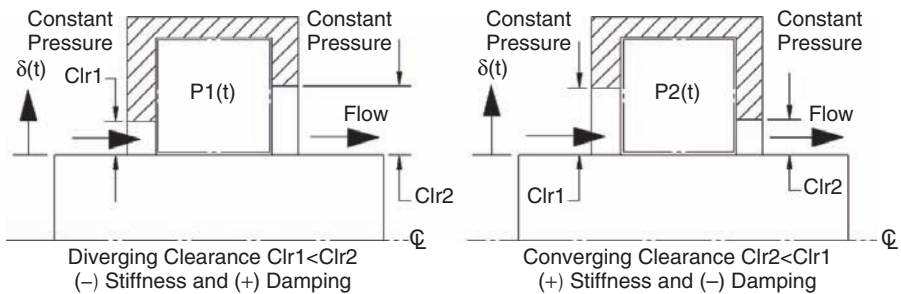 Constant
Pressure
Constant
Pressure
Clr1
δ(t)
P1(t)
Flow
Clr2
℄
Diverging Clearance Clr1<Clr2
(−) Stiffness and (+) Damping
Constant
Pressure
Constant
Pressure
δ(t)
P2(t)
Flow
Clr1
Clr2
℄
Converging Clearance Clr2<Clr1
(+) Stiffness and (−) Damping